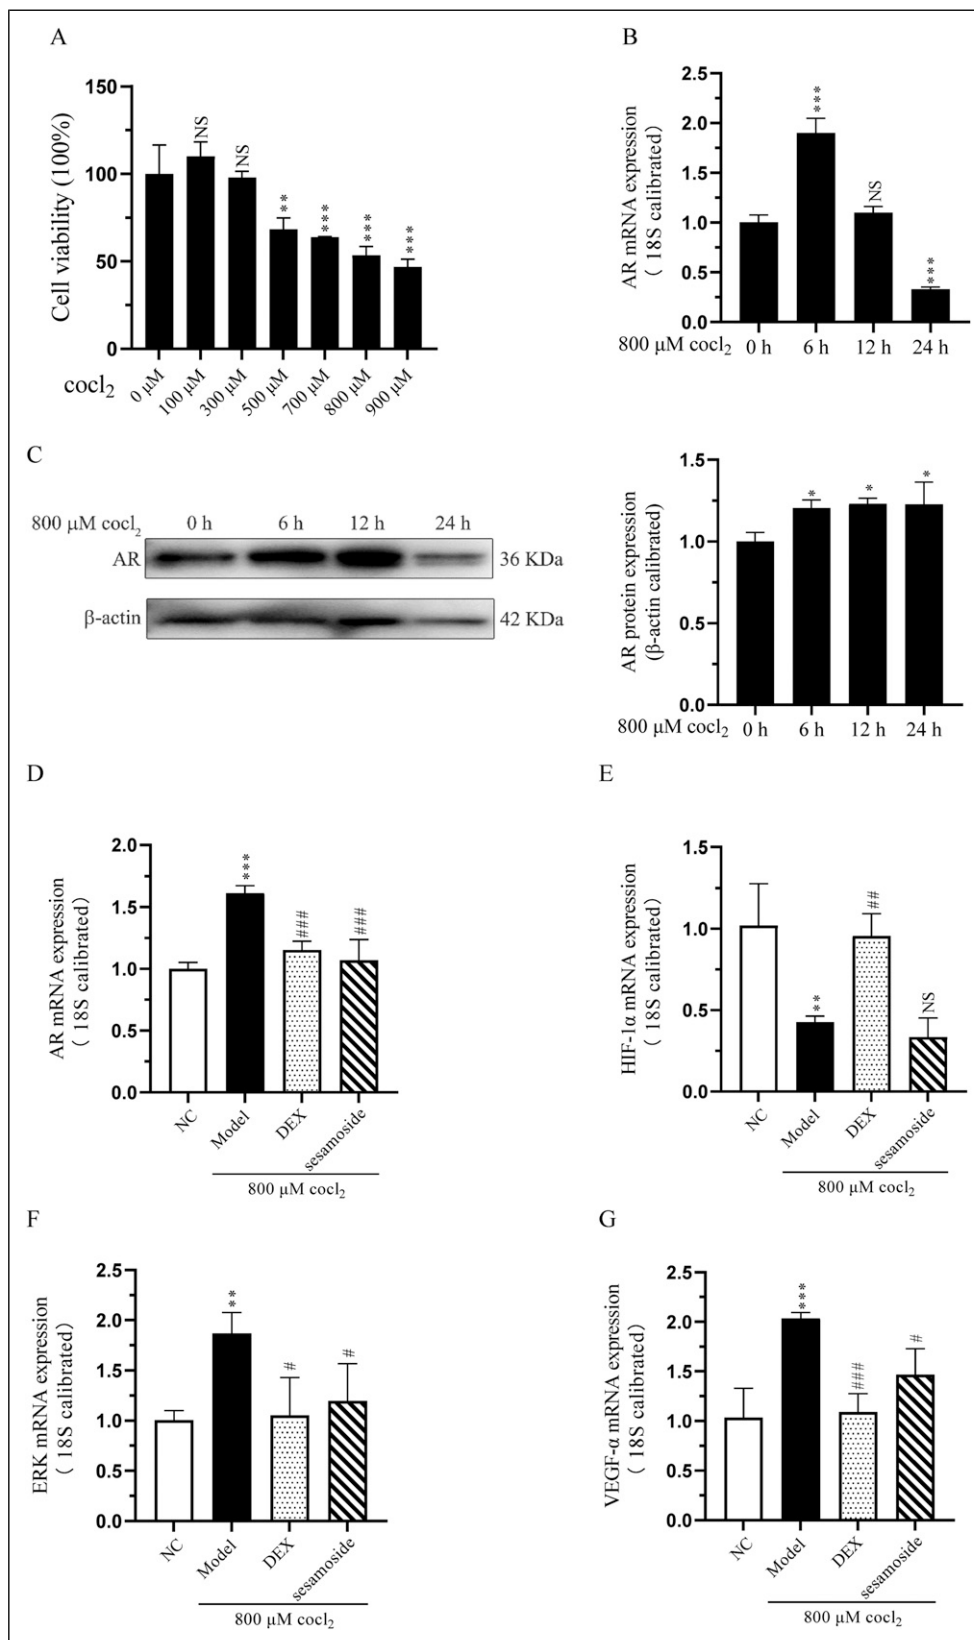 A
Cell viability (100%)
150
100
50
0
NS
NS
**
***
***
***
cocl₂
0 μM
100 μM
300 μM
500 μM
700 μM
800 μM
900 μM
B
AR mRNA expression
( 18S calibrated)
2.5
2.0
1.5
1.0
0.5
0.0
***
NS
***
800 μM cocl₂ 0 h 6 h 12 h 24 h
C
800 μM cocl₂ 0 h 6 h 12 h 24 h
AR 36 KDa
β-actin 42 KDa
AR protein expression
(β-actin calibrated)
1.5
1.0
0.5
0.0
*
*
*
800 μM cocl₂ 0 h 6 h 12 h 24 h
D
AR mRNA expression
( 18S calibrated)
2.0
1.5
1.0
0.5
0.0
***
###
###
NC
Model
DEX
sesamoside
800 μM cocl₂
E
HIF-1α mRNA expression
( 18S calibrated)
1.5
1.0
0.5
0.0
**
##
NS
NC
Model
DEX
sesamoside
800 μM cocl₂
F
ERK mRNA expression
( 18S calibrated)
2.5
2.0
1.5
1.0
0.5
0.0
**
#
#
NC
Model
DEX
sesamoside
800 μM cocl₂
G
VEGF-α mRNA expression
( 18S calibrated)
2.5
2.0
1.5
1.0
0.5
0.0
***
###
#
NC
Model
DEX
sesamoside
800 μM cocl₂